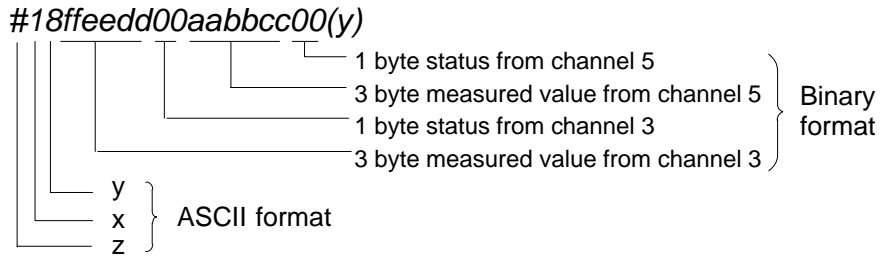 #18ffeedd00aabbcc00(y)
1 byte status from channel 5
3 byte measured value from channel 5
1 byte status from channel 3
3 byte measured value from channel 3
Binary
format
y
x
z
ASCII format